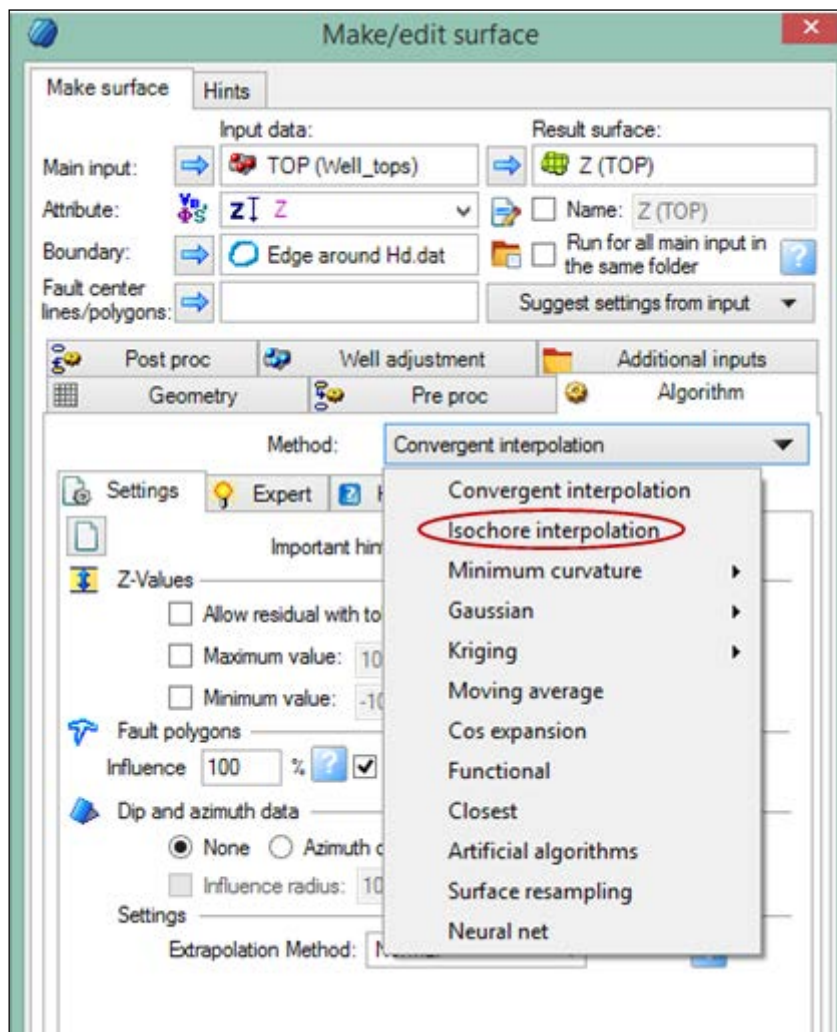 Make/edit surface
Make surface Hints
Input data: Result surface:
Main input: TOP (Well_tops) Z (TOP)
Attribute: Z Z Name: Z (TOP)
Boundary: Edge around Hd.dat Run for all main input in
the same folder
Fault center
lines/polygons: Suggest settings from input
Post proc Well adjustment Additional inputs
Geometry Pre proc Algorithm
Method: Convergent interpolation
Settings Expert
Convergent interpolation
Isochore interpolation
Minimum curvature
Gaussian
Kriging
Moving average
Cos expansion
Functional
Closest
Artificial algorithms
Surface resampling
Neural net
Important
Z-Values
Allow residual with
Maximum value: 10
Minimum value: -10
Fault polygons
Influence 100 %
Dip and azimuth data
None Azimuth
Influence radius: 10
Settings
Extrapolation Method: